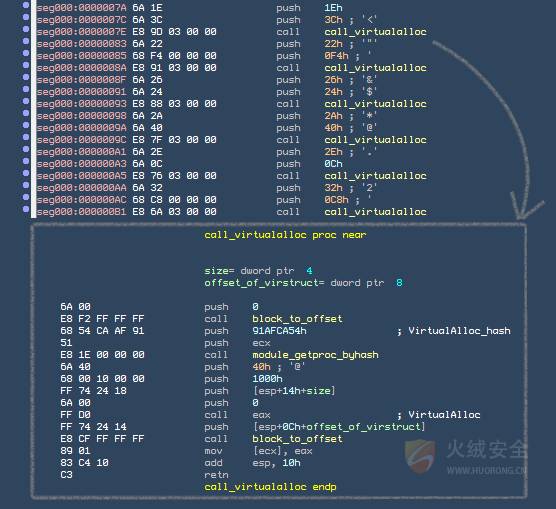 seg000:0000007A 6A 1E push 1Eh
seg000:0000007C 6A 3C push 3Ch ; '<'
seg000:0000007E E8 9D 03 00 00 call call_virtualalloc
seg000:00000083 6A 22 push 22h ; '"'
seg000:00000085 68 F4 00 00 00 push 0F4h ; '
seg000:0000008A E8 91 03 00 00 call call_virtualalloc
seg000:0000008F 6A 26 push 26h ; '&'
seg000:00000091 6A 24 push 24h ; '$'
seg000:00000093 E8 88 03 00 00 call call_virtualalloc
seg000:00000098 6A 2A push 2Ah ; '*'
seg000:0000009A 6A 40 push 40h ; '@'
seg000:0000009C E8 7F 03 00 00 call call_virtualalloc
seg000:000000A1 6A 2E push 2Eh ; '.'
seg000:000000A3 6A 0C push 0Ch
seg000:000000A5 E8 76 03 00 00 call call_virtualalloc
seg000:000000AA 6A 32 push 32h ; '2'
seg000:000000AC 68 C8 00 00 00 push 0C8h ; '
seg000:000000B1 E8 6A 03 00 00 call call_virtualalloc
call_virtualalloc proc near
size= dword ptr 4
offset_of_virstruct= dword ptr 8
6A 00 push 0
E8 F2 FF FF FF call block_to_offset
68 54 CA AF 91 push 91AFCA54h ; VirtualAlloc_hash
51 push ecx
E8 1E 00 00 00 call module_getproc_byhash
6A 40 push 40h ; '@'
68 00 10 00 00 push 1000h
FF 74 24 18 push [esp+14h+size]
6A 00 push 0
FF D0 call eax ; VirtualAlloc
FF 74 24 14 push [esp+0Ch+offset_of_virstruct]
E8 CF FF FF FF call block_to_offset
89 01 mov [ecx], eax
83 C4 10 add esp, 10h
C3 retn
call_virtualalloc endp
火绒安全
WWW.HUORONG.CN